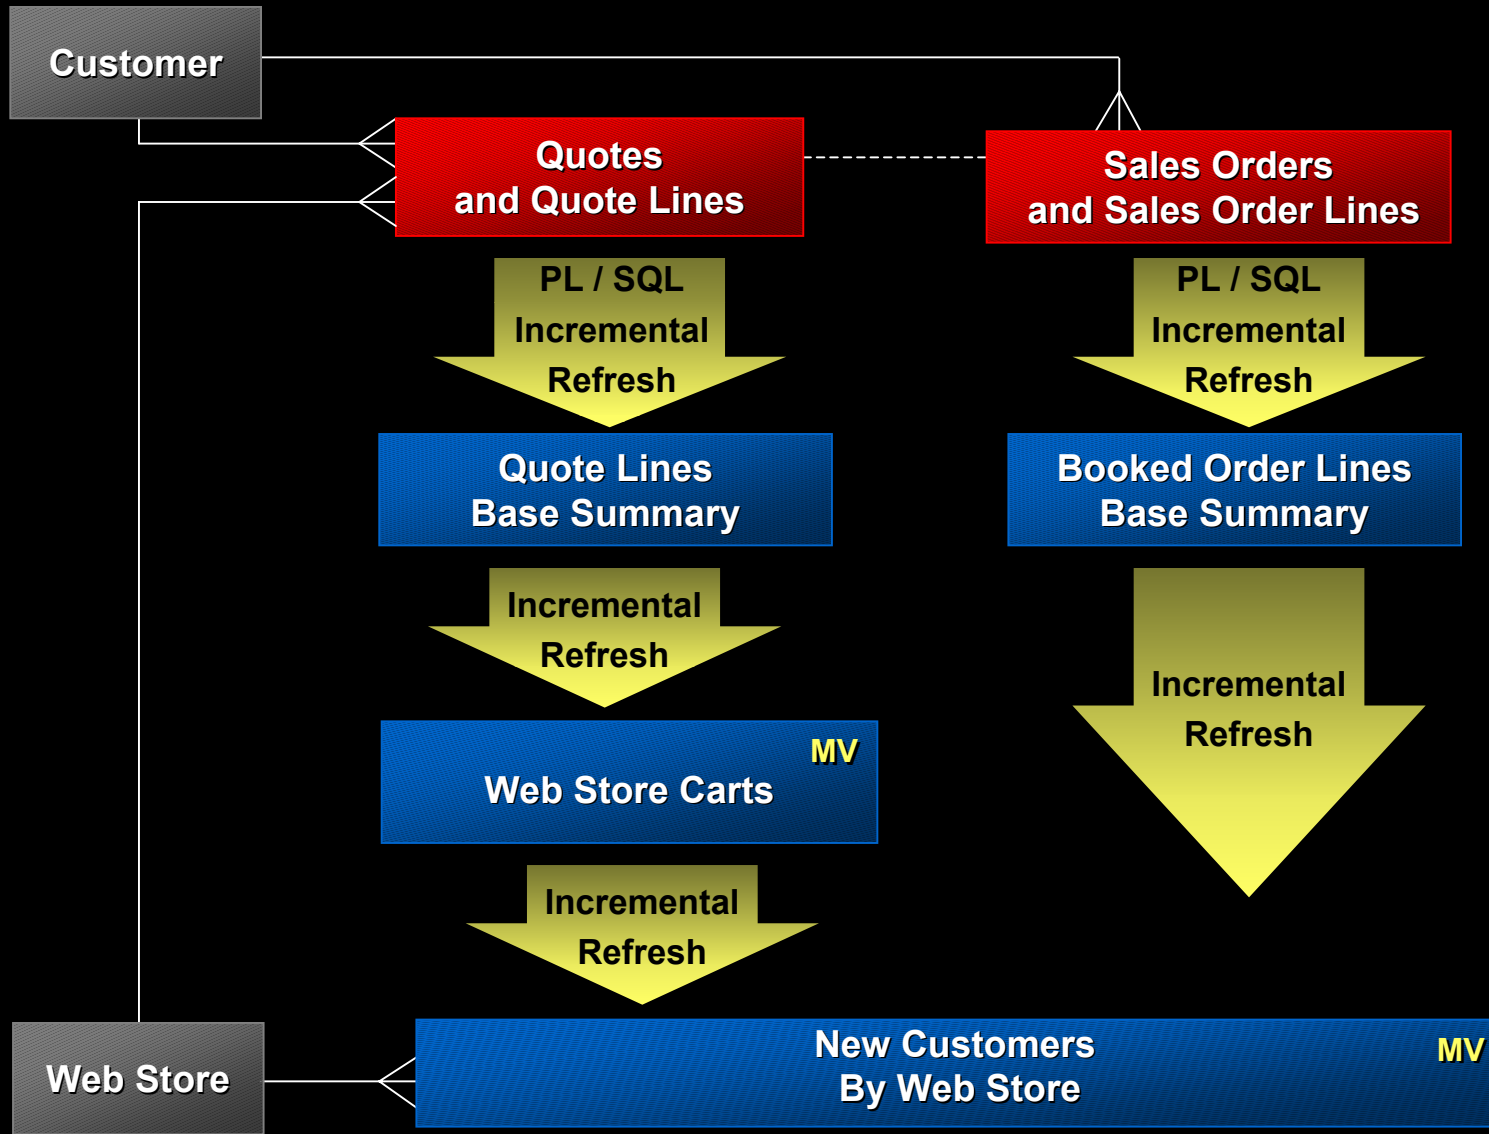 Customer
Quotes
and Quote Lines
Sales Orders
and Sales Order Lines
PL / SQL
Incremental
Refresh
PL / SQL
Incremental
Refresh
Quote Lines
Base Summary
Booked Order Lines
Base Summary
Incremental
Refresh
Incremental
Refresh
MV
Web Store Carts
Incremental
Refresh
Web Store
New Customers
By Web Store
MV